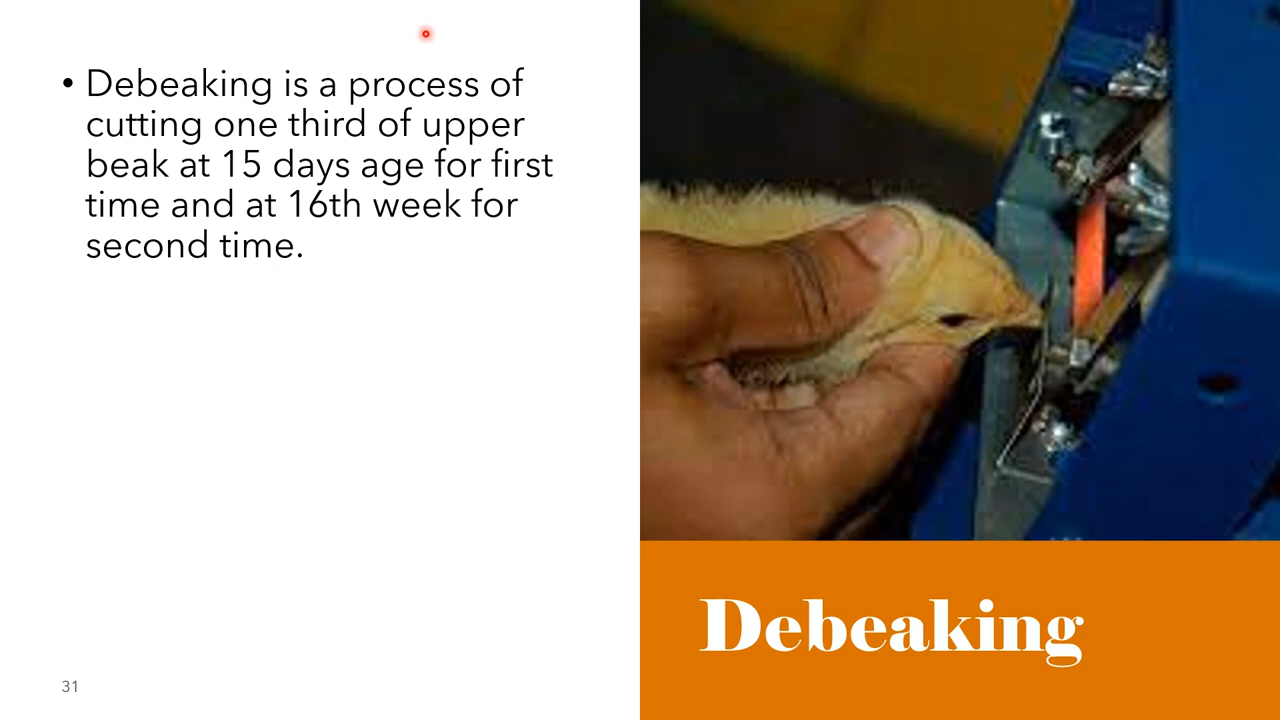 • Debeaking is a process of
cutting one third of upper
beak at 15 days age for first
time and at 16th week for
second time.
Debeaking
31